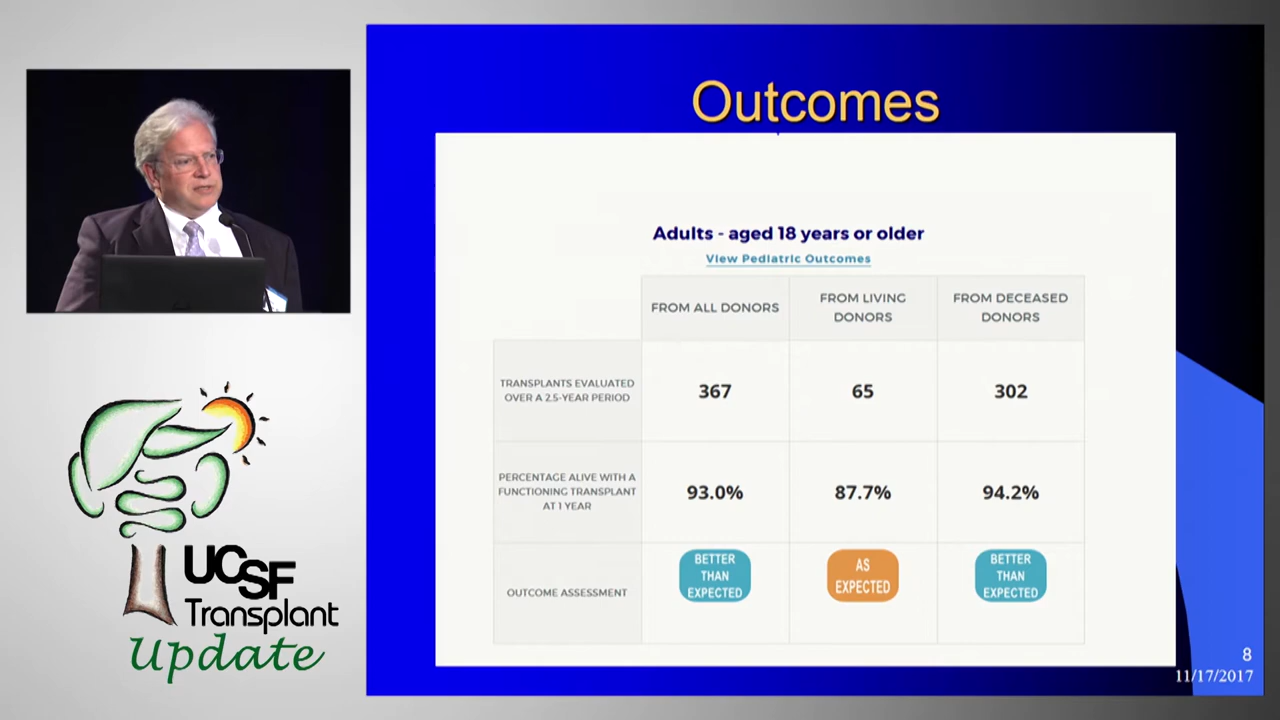 Outcomes
Adults - aged 18 years or older
View Pediatric Outcomes
FROM ALL DONORS
FROM LIVING
DONORS
FROM DECEASED
DONORS
TRANSPLANTS EVALUATED
OVER A 2.5-YEAR PERIOD
367
65
302
PERCENTAGE ALIVE WITH A
FUNCTIONING TRANSPLANT
AT 1 YEAR
93.0%
87.7%
94.2%
OUTCOME ASSESSMENT
BETTER
THAN
EXPECTED
AS
EXPECTED
BETTER
THAN
EXPECTED
8
11/17/2017
UCSF
Transplant
Update